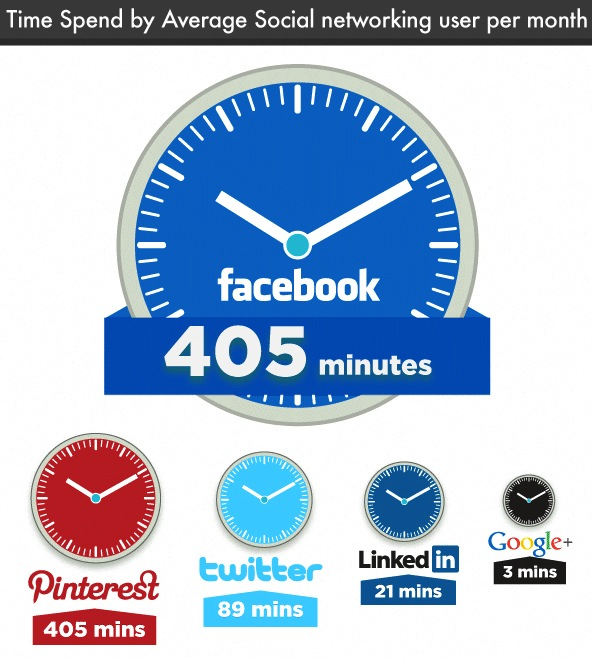 Time Spend by Average Social networking user per month
facebook
405 minutes
Pinterest
405 mins
twitter
89 mins
Linked in
21 mins
Google+
3 mins